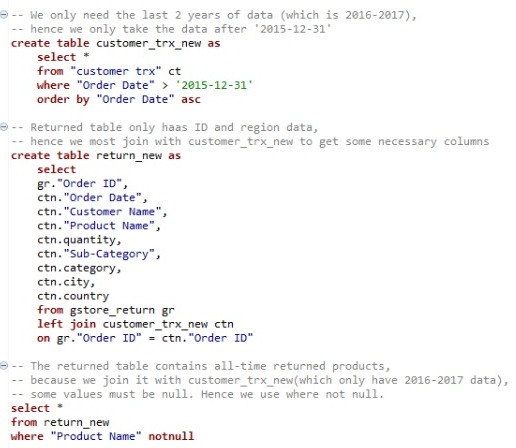 -- We only need the last 2 years of data (which is 2016-2017),
-- hence we only take the data after '2015-12-31'
create table customer_trx_new as
select *
from "customer trx" ct
where "Order Date" > '2015-12-31'
order by "Order Date" asc
-- Returned table only haas ID and region data,
-- hence we most join with customer_trx_new to get some necessary columns
create table return_new as
select
gr."Order ID",
ctn."Order Date",
ctn."Customer Name",
ctn."Product Name",
ctn.quantity,
ctn."Sub-Category",
ctn.category,
ctn.city,
ctn.country
from gstore_return gr
left join customer_trx_new ctn
on gr."Order ID" = ctn."Order ID"
-- The returned table contains all-time returned products,
-- because we join it with customer_trx_new(which only have 2016-2017 data),
-- some values must be null. Hence we use where not null.
select *
from return_new
where "Product Name" notnull